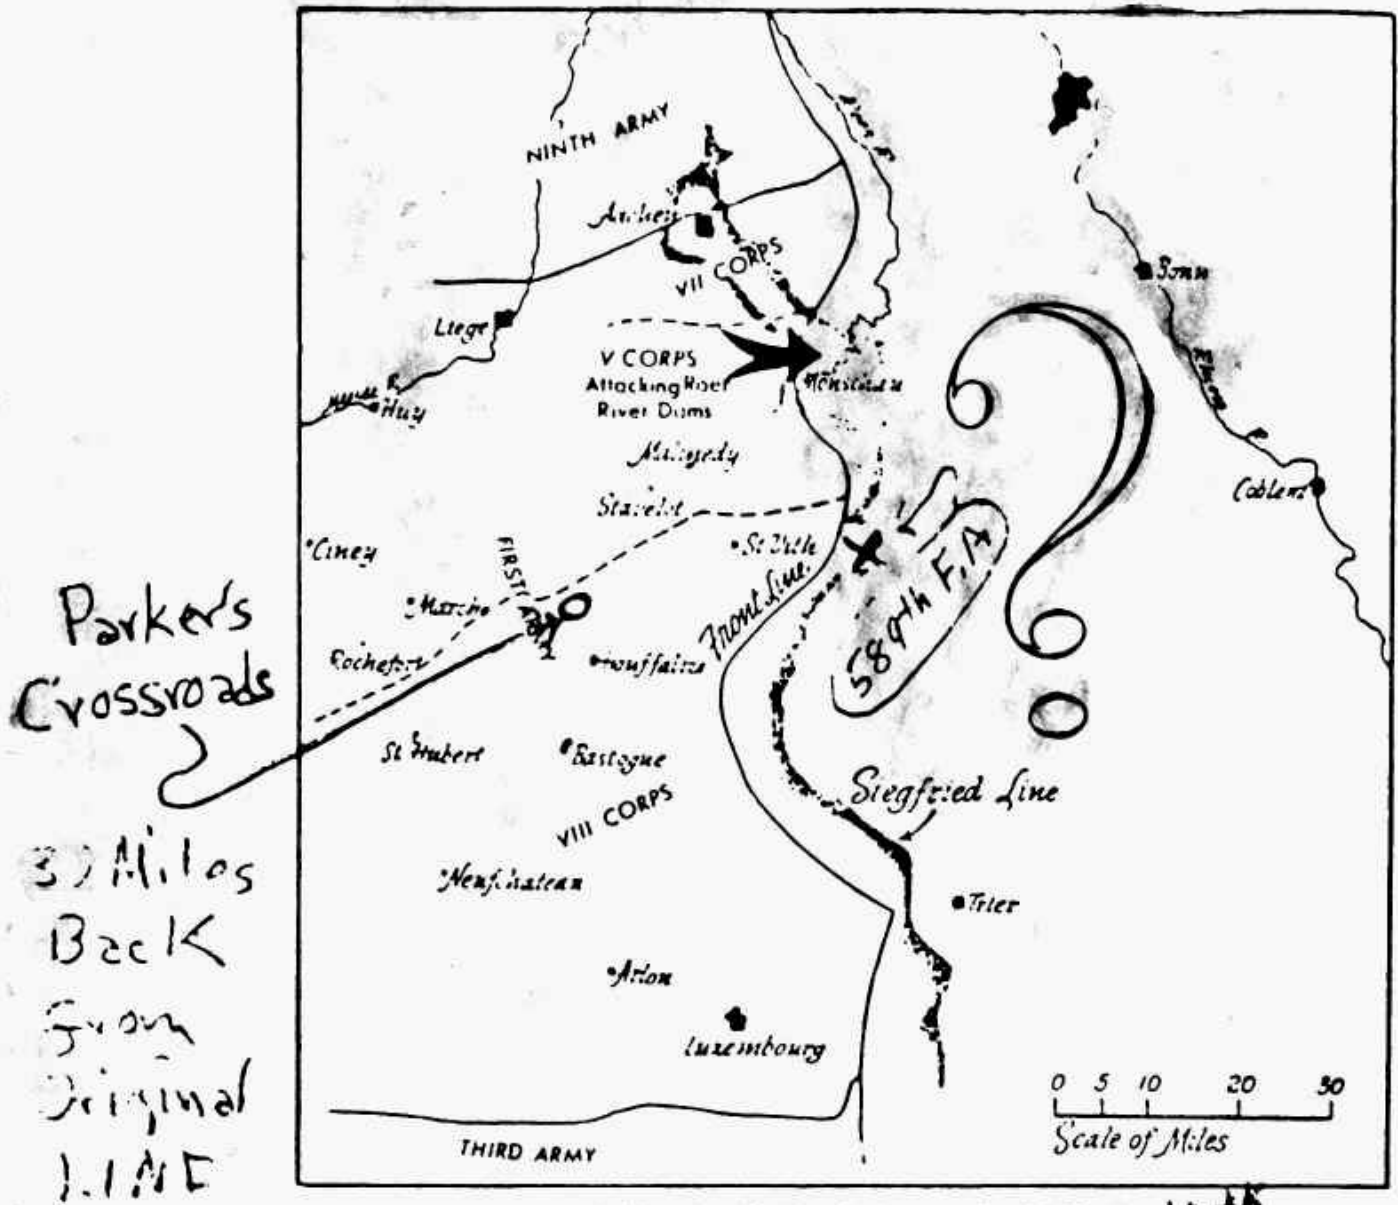 NINTH ARMY
Aachen
VII CORPS
Bonn
Liege
V CORPS
Attacking Roer
River Dams
Monschau
Huy
Rhine R.
Malmedy
Coblenz
Stavelot
Ciney
St Vith
FIRST ARMY
589th F.A
Front Line
Marche
Parker's
Crossroads
Rochefort
Houffalize
St Hubert
Bastogne
Siegfried Line
VIII CORPS
Miles
Back
From
Original
LINE
Neufchateau
Trier
Arlon
Luxembourg
0 5 10 20 30
Scale of Miles
THIRD ARMY